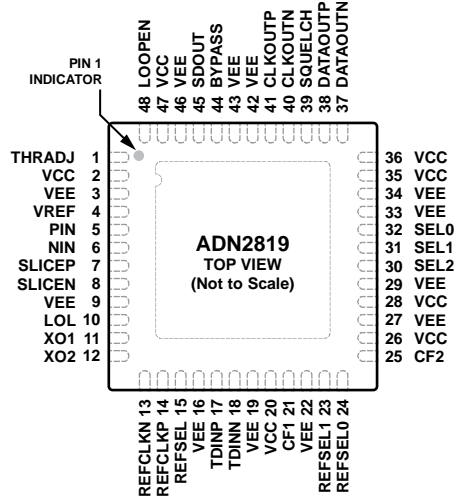 PIN 1
INDICATOR
48 LOOPEN
47 VCC
46 VEE
45 SDOUT
44 BYPASS
43 VEE
42 VEE
41 CLKOUTP
40 CLKOUTN
39 SQUELCH
38 DATAOUTP
37 DATAOUTN
THRADJ 1
VCC 2
VEE 3
VREF 4
PIN 5
NIN 6
SLICEP 7
SLICEN 8
VEE 9
LOL 10
XO1 11
XO2 12
ADN2819
TOP VIEW
(Not to Scale)
36 VCC
35 VCC
34 VEE
33 VEE
32 SEL0
31 SEL1
30 SEL2
29 VEE
28 VCC
27 VEE
26 VCC
25 CF2
REFCLKN 13
REFCLKP 14
REFSEL 15
VEE 16
TDINP 17
TDINN 18
VEE 19
VCC 20
CF1 21
VEE 22
REFSEL1 23
REFSEL0 24